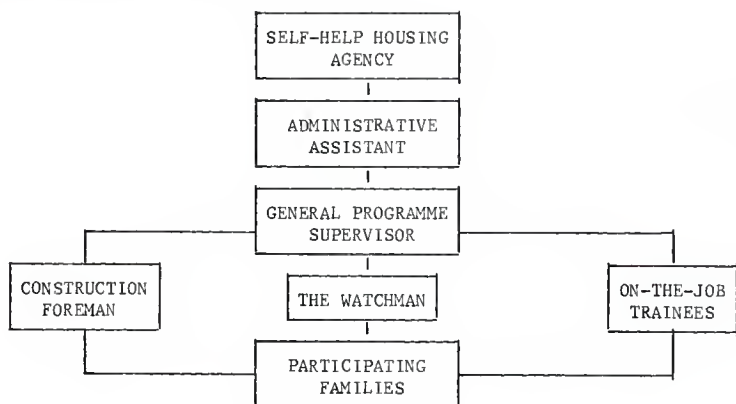 SELF-HELP HOUSING
AGENCY
ADMINISTRATIVE
ASSISTANT
GENERAL PROGRAMME
SUPERVISOR
CONSTRUCTION
FOREMAN
THE WATCHMAN
ON-THE-JOB
TRAINEES
PARTICIPATING
FAMILIES